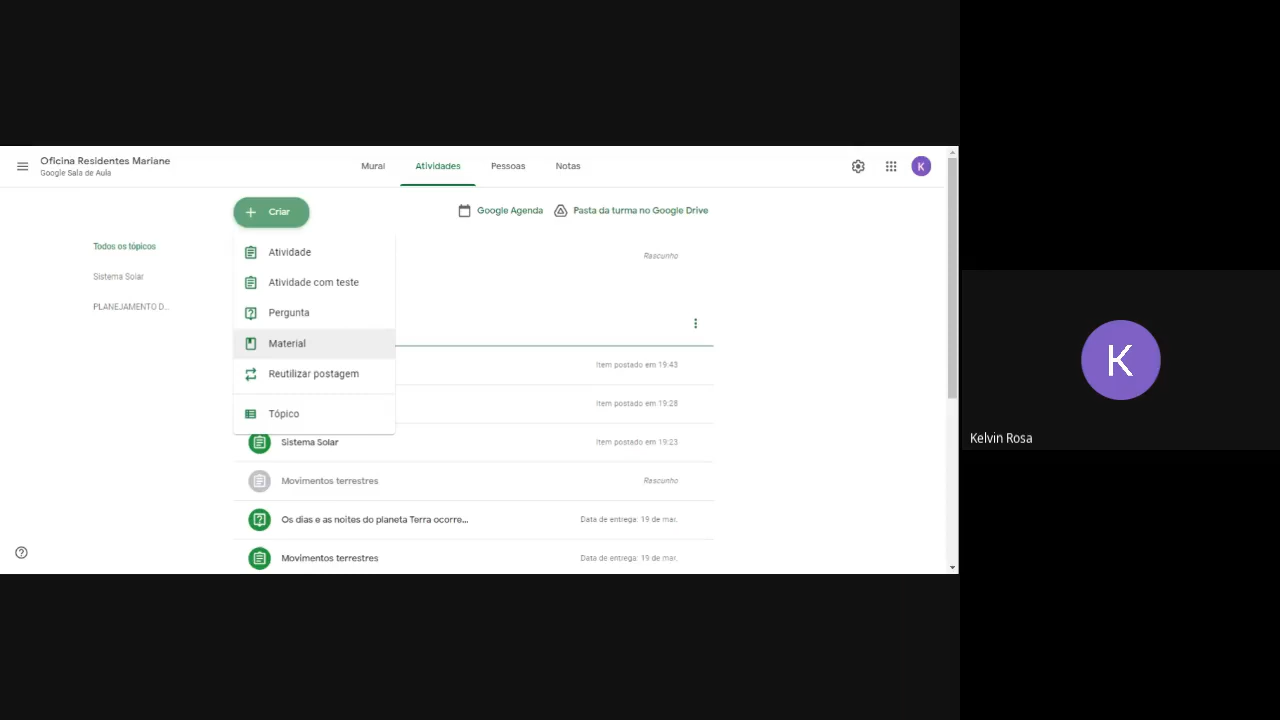 Oficina Residentes Mariane
Google Sala de Aula
Mural Atividades Pessoas Notas
K
Criar
Google Agenda Pasta da turma no Google Drive
Todos os tópicos
Sistema Solar
PLANEJAMENTO D...
Atividade
Atividade com teste
Pergunta
Material
Reutilizar postagem
Tópico
Rascunho
Item postado em 19:43
Item postado em 19:28
Sistema Solar Item postado em 19:23
Movimentos terrestres Rascunho
Os dias e as noites do planeta Terra ocorre... Data de entrega: 19 de mar.
Movimentos terrestres Data de entrega: 19 de mar.
K
Kelvin Rosa